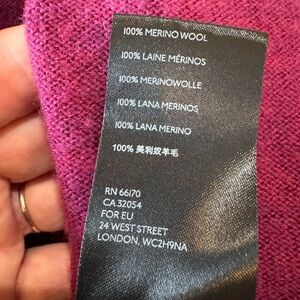 100% MERINO WOOL
100% LAINE MÉRINOS
100% MERINOWOLLE
100% LANA MERINOS
100% LANA MERINO
100% 美利奴羊毛
RN 66170
CA 32054
FOR EU
24 WEST STREET
LONDON, WC2H9NA